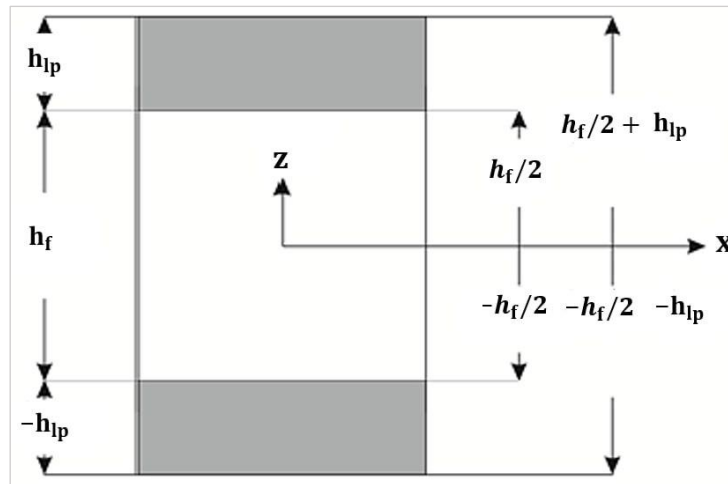 h_lp
h_f/2 + h_lp
z
h_f/2
h_f
x
-h_f/2 −h_f/2 −h_lp
−h_lp